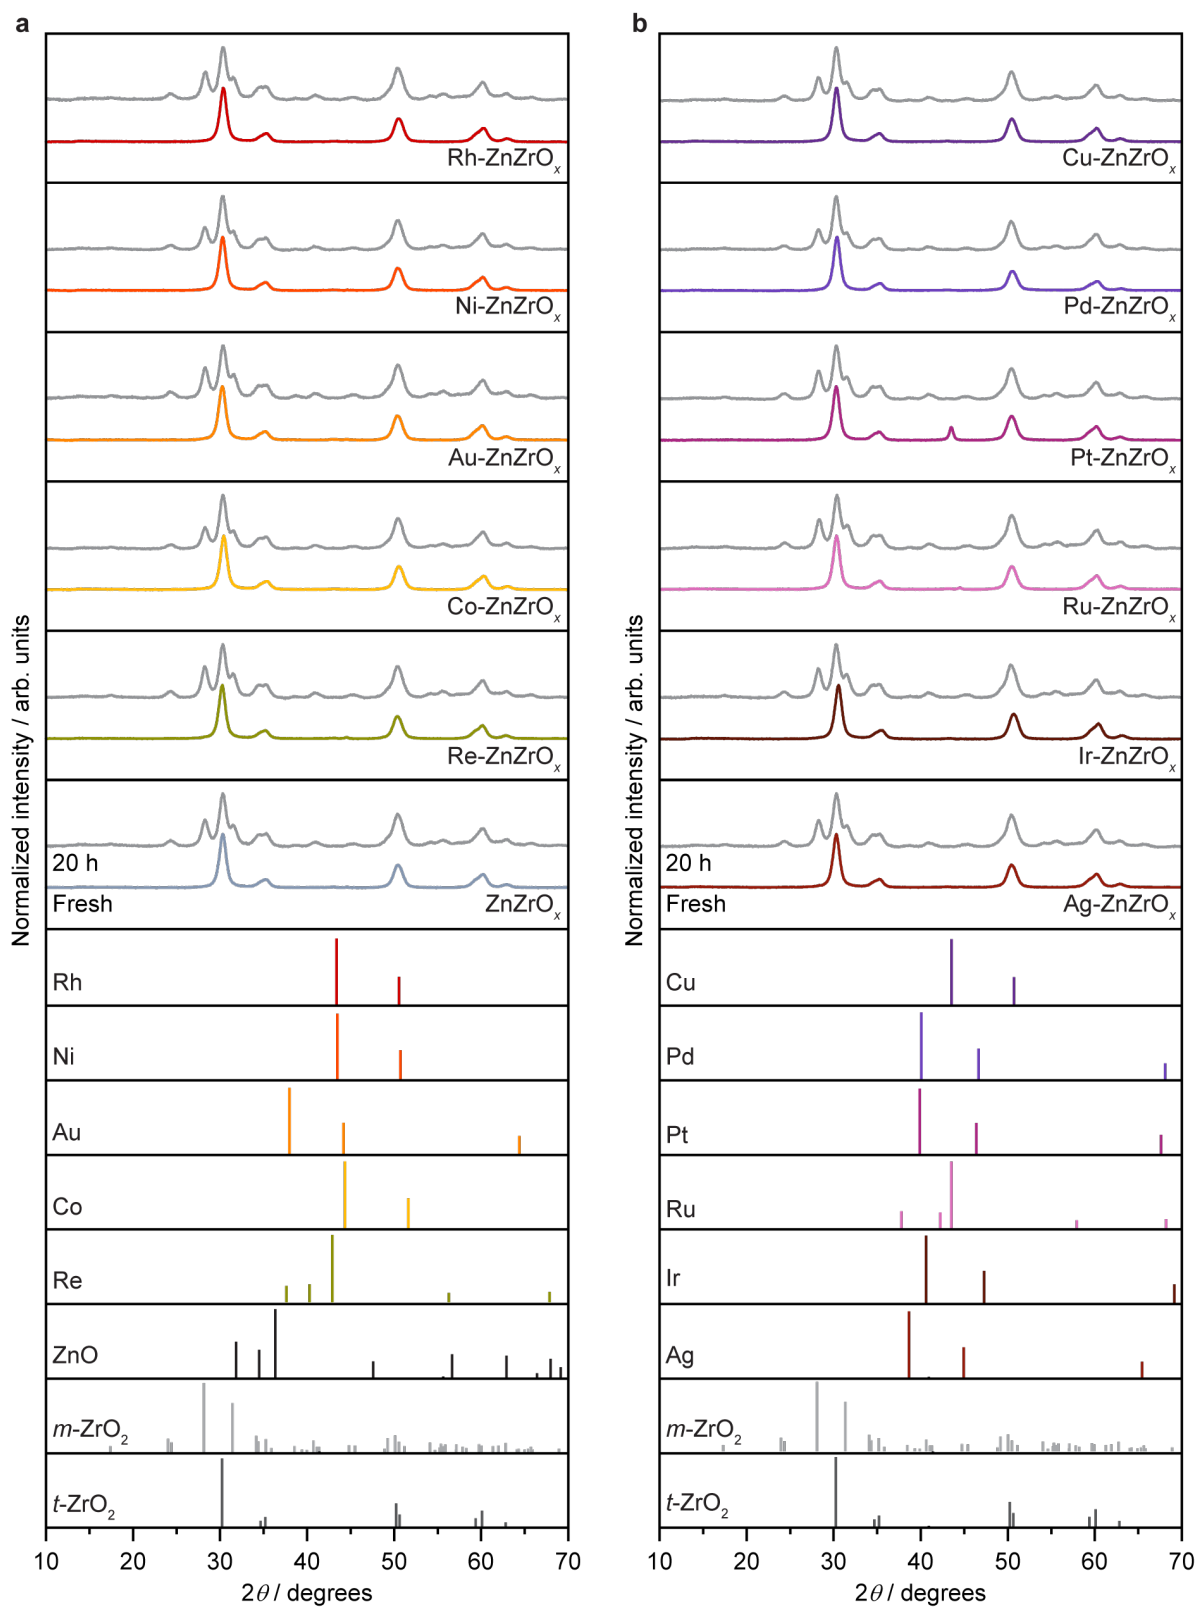 a
Normalized intensity / arb. units
Rh-ZnZrOₓ
Ni-ZnZrOₓ
Au-ZnZrOₓ
Co-ZnZrOₓ
Re-ZnZrOₓ
20 h
Fresh
ZnZrOₓ
Rh
Ni
Au
Co
Re
ZnO
m-ZrO₂
t-ZrO₂
10 20 30 40 50 60 70
2θ / degrees
b
Normalized intensity / arb. units
Cu-ZnZrOₓ
Pd-ZnZrOₓ
Pt-ZnZrOₓ
Ru-ZnZrOₓ
Ir-ZnZrOₓ
20 h
Fresh
Ag-ZnZrOₓ
Cu
Pd
Pt
Ru
Ir
Ag
m-ZrO₂
t-ZrO₂
10 20 30 40 50 60 70
2θ / degrees